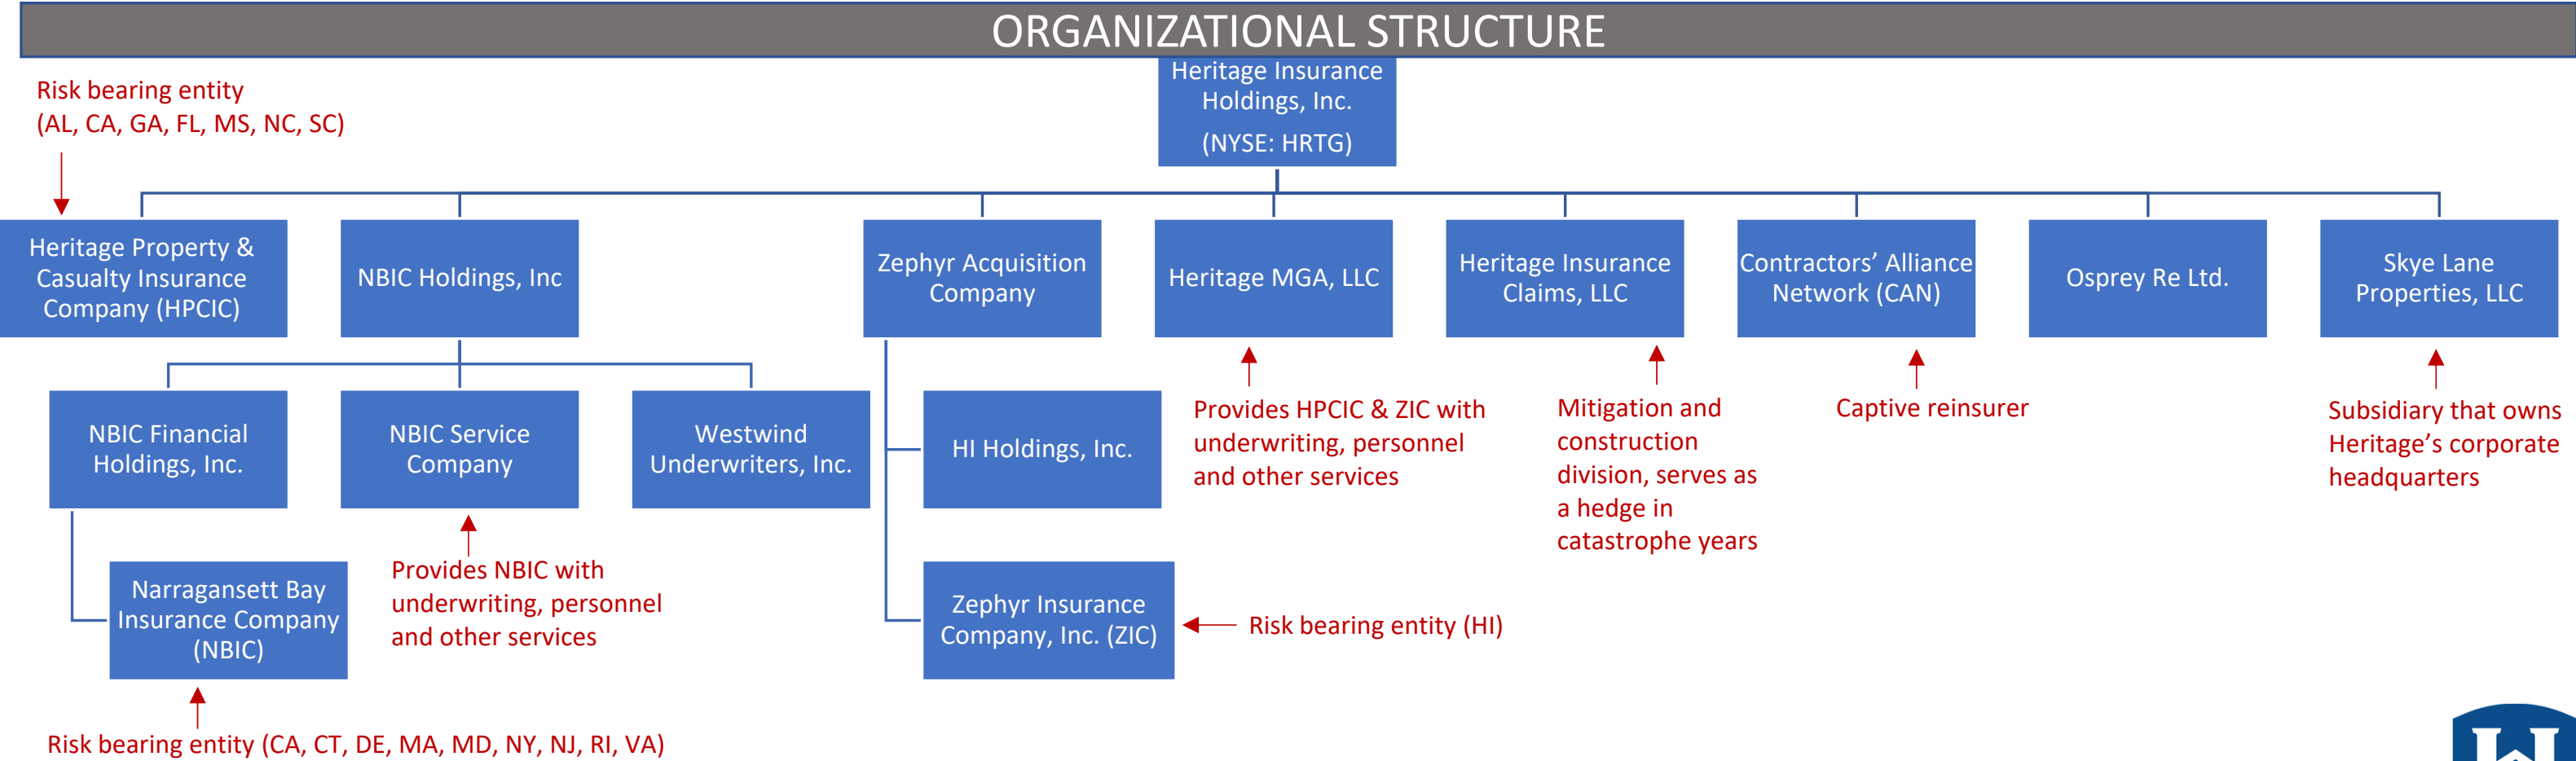 ORGANIZATIONAL STRUCTURE
Heritage Insurance
Holdings, Inc.
(NYSE: HRTG)
Risk bearing entity
(AL, CA, GA, FL, MS, NC, SC)
Heritage Property &
Casualty Insurance
Company (HPCIC)
NBIC Holdings, Inc
Zephyr Acquisition
Company
Heritage MGA, LLC
Heritage Insurance
Claims, LLC
Contractors’ Alliance
Network (CAN)
Osprey Re Ltd.
Skye Lane
Properties, LLC
NBIC Financial
Holdings, Inc.
NBIC Service
Company
Westwind
Underwriters, Inc.
HI Holdings, Inc.
Provides HPCIC & ZIC with
underwriting, personnel
and other services
Mitigation and
construction
division, serves as
a hedge in
catastrophe years
Captive reinsurer
Subsidiary that owns
Heritage’s corporate
headquarters
Narragansett Bay
Insurance Company
(NBIC)
Provides NBIC with
underwriting, personnel
and other services
Zephyr Insurance
Company, Inc. (ZIC)
Risk bearing entity (HI)
Risk bearing entity (CA, CT, DE, MA, MD, NY, NJ, RI, VA)